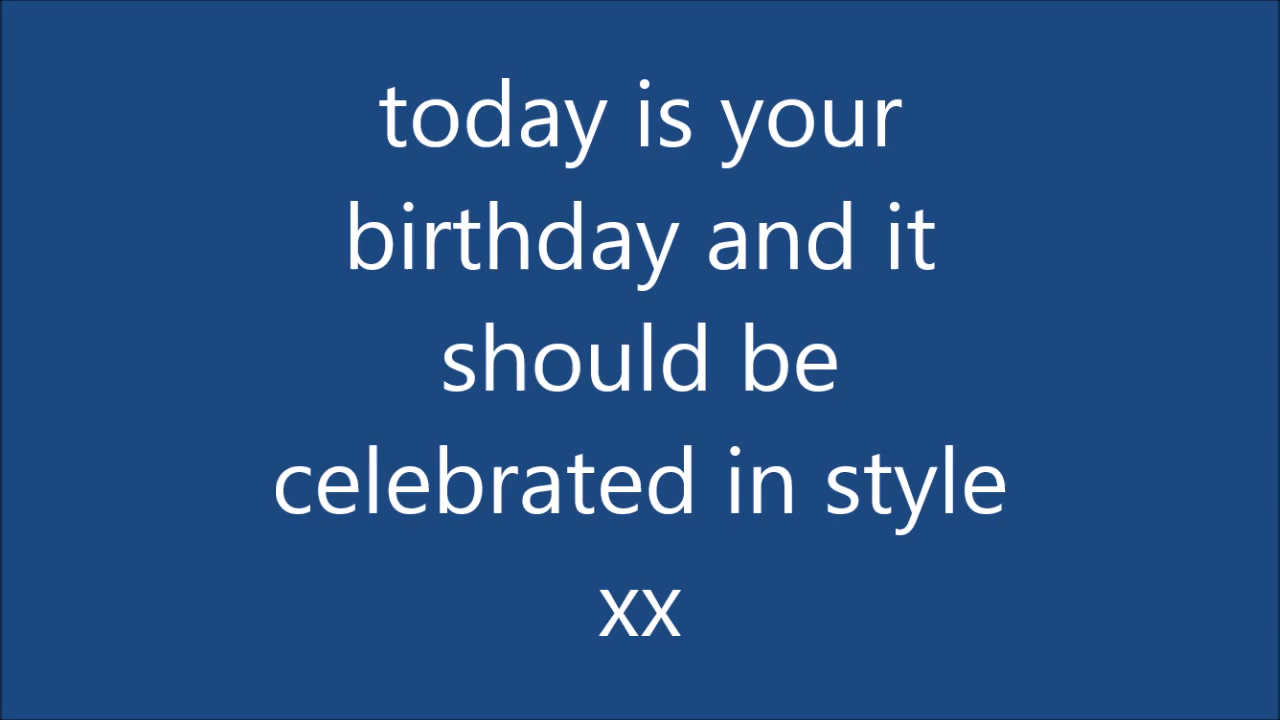 today is your
birthday and it
should be
celebrated in style
xx